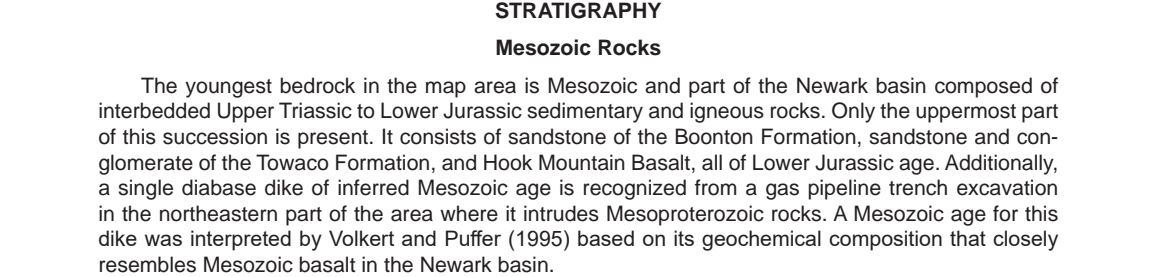 STRATIGRAPHY
Mesozoic Rocks
The youngest bedrock in the map area is Mesozoic and part of the Newark basin composed of
interbedded Upper Triassic to Lower Jurassic sedimentary and igneous rocks. Only the uppermost part
of this succession is present. It consists of sandstone of the Boonton Formation, sandstone and con-
glomerate of the Towaco Formation, and Hook Mountain Basalt, all of Lower Jurassic age. Additionally,
a single diabase dike of inferred Mesozoic age is recognized from a gas pipeline trench excavation
in the northeastern part of the area where it intrudes Mesoproterozoic rocks. A Mesozoic age for this
dike was interpreted by Volkert and Puffer (1995) based on its geochemical composition that closely
resembles Mesozoic basalt in the Newark basin.